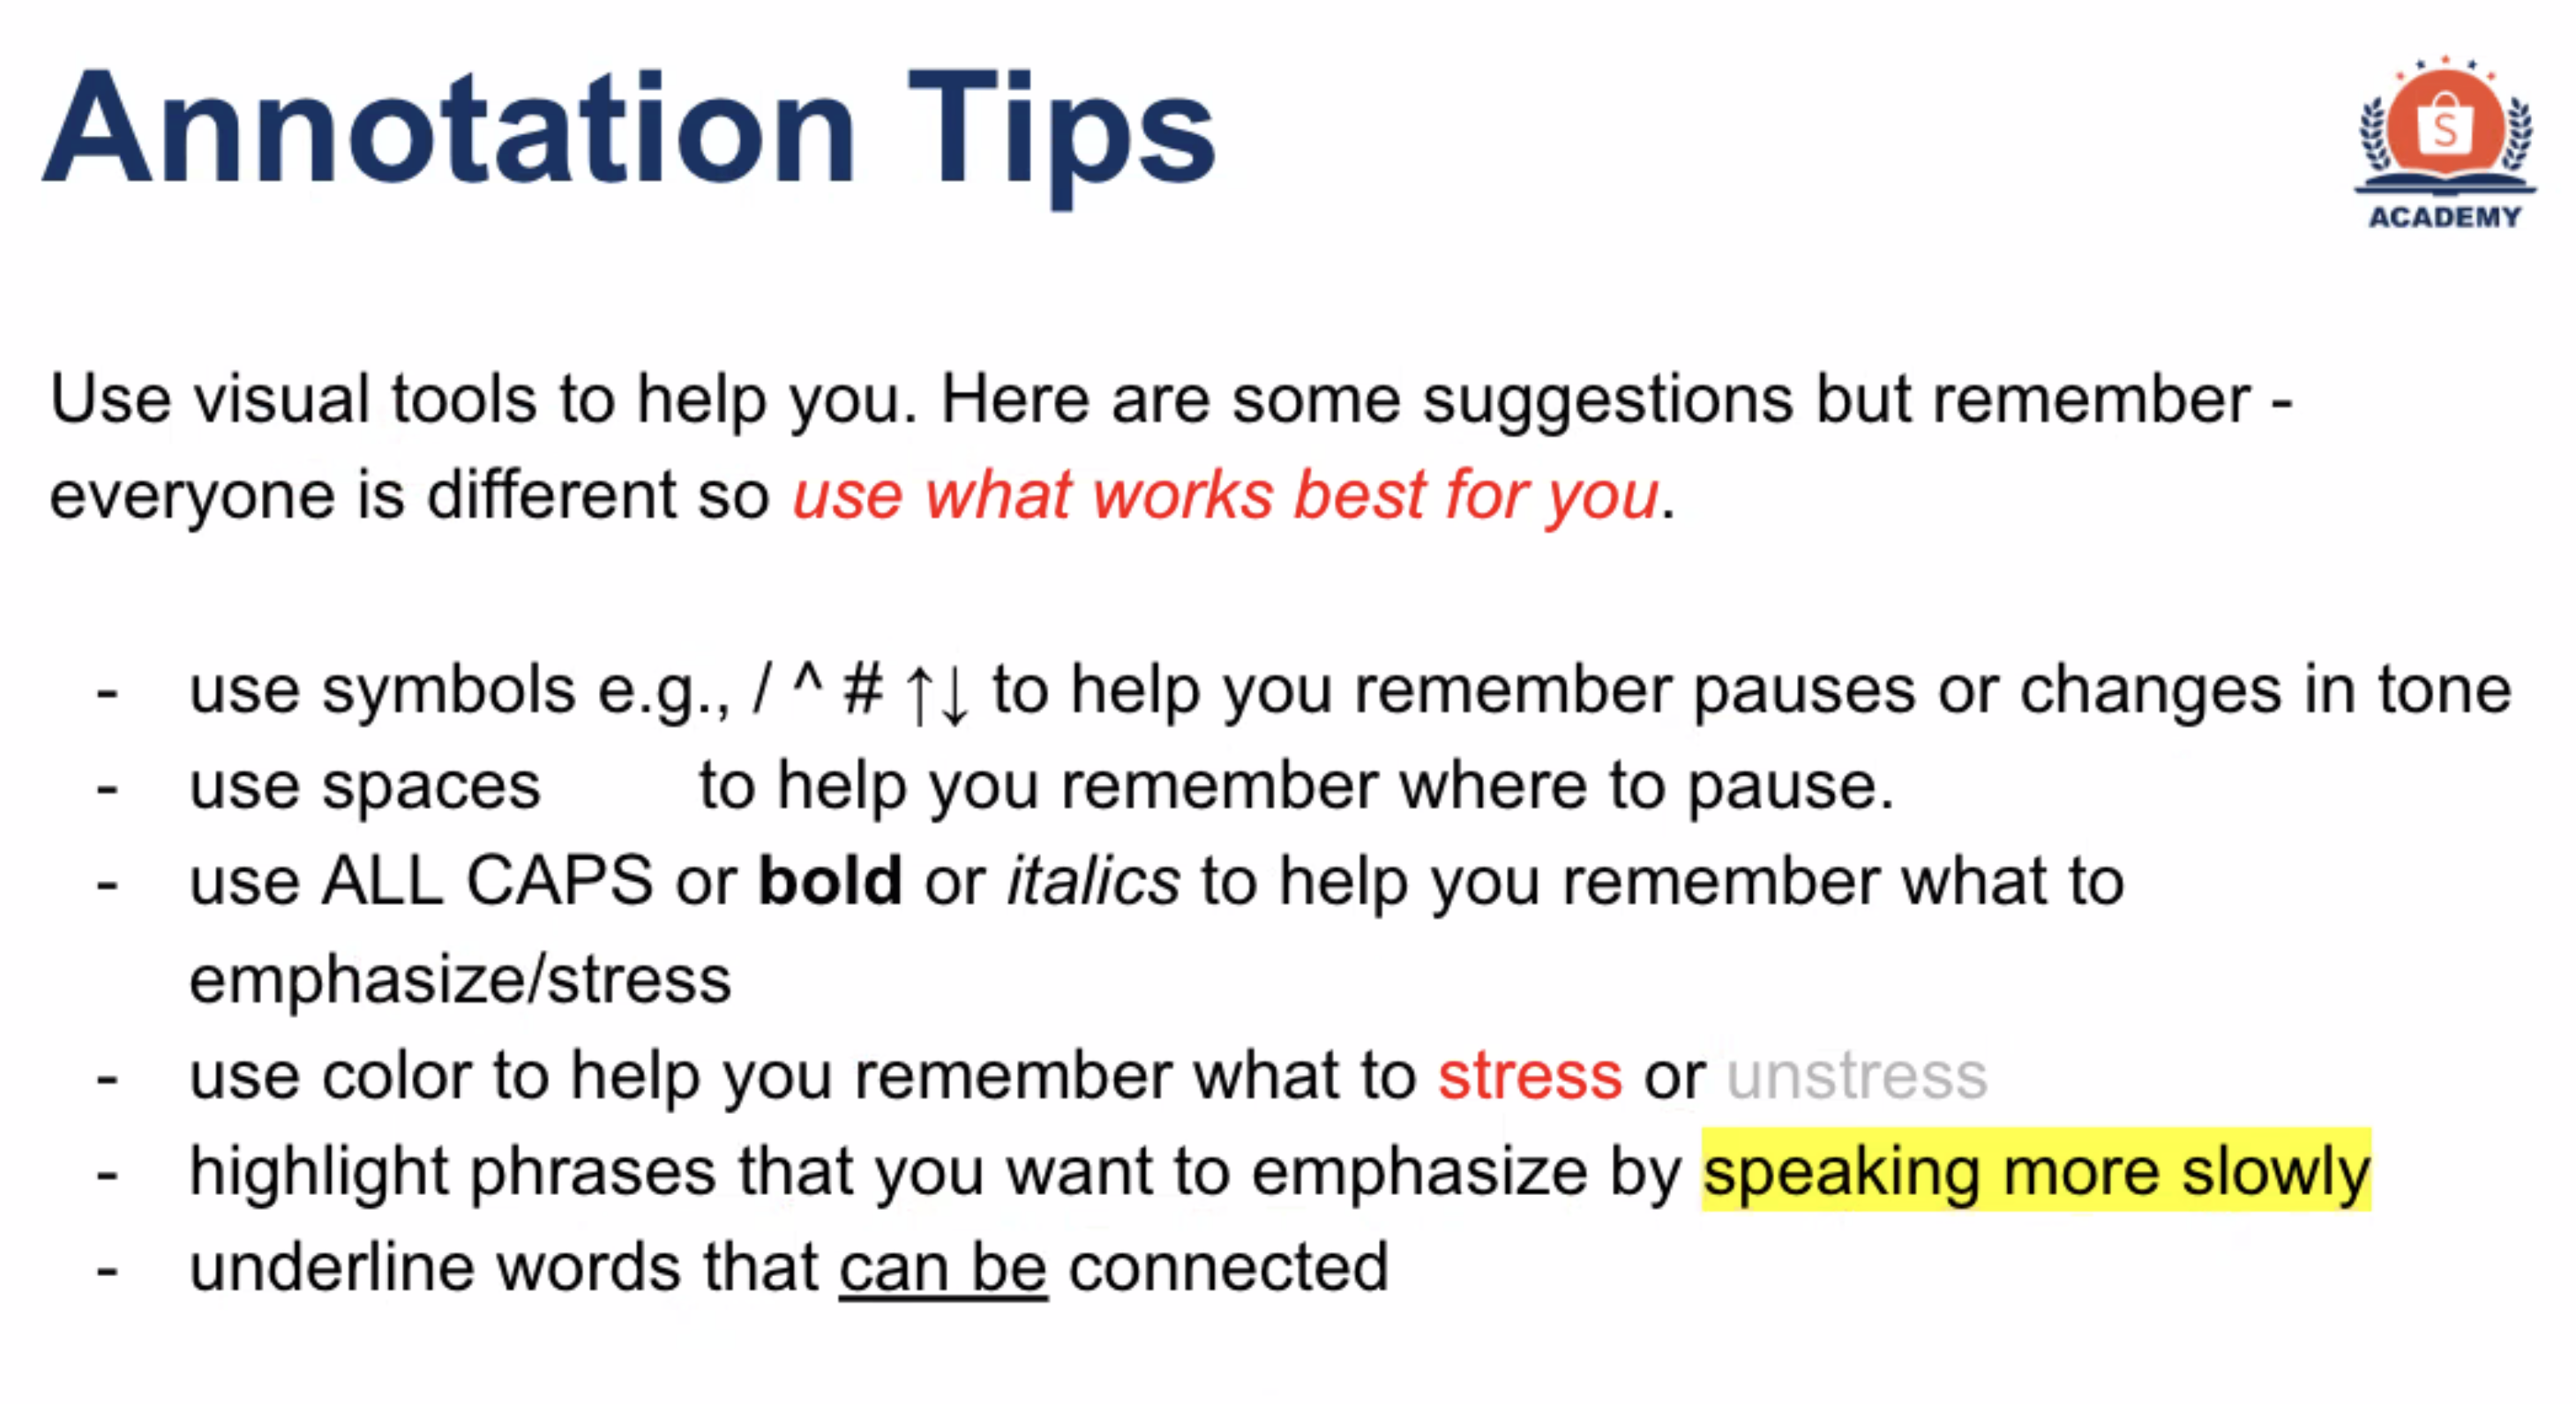 Annotation Tips
S
ACADEMY
Use visual tools to help you. Here are some suggestions but remember -
everyone is different so use what works best for you.
- use symbols e.g., / ^ # ↑↓ to help you remember pauses or changes in tone
- use spaces to help you remember where to pause.
- use ALL CAPS or bold or italics to help you remember what to
emphasize/stress
- use color to help you remember what to stress or unstress
- highlight phrases that you want to emphasize by speaking more slowly
- underline words that can be connected